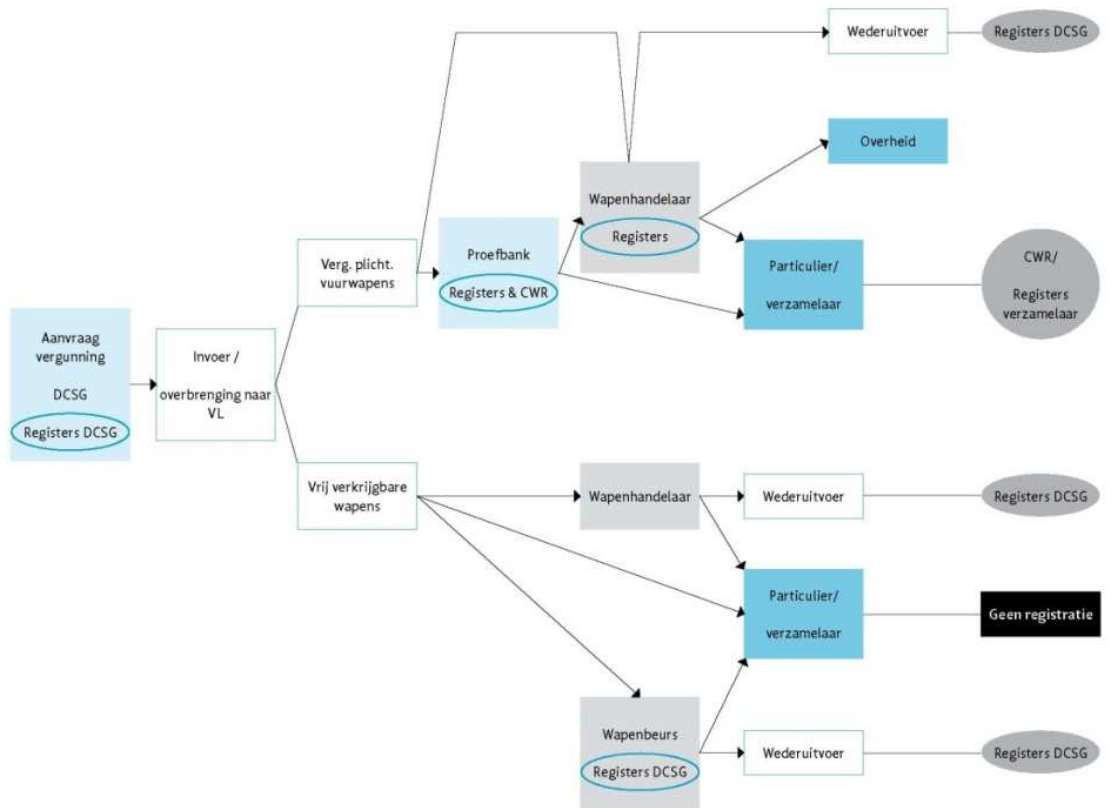 Wederuitvoer
Registers DCSG
Overheid
Wapenhandelaar
Registers
Verg. plicht.
vuurwapens
Proefbank
Registers & CWR
Particulier/
verzamelaar
CWR/
Registers
verzamelaar
Aanvraag
vergunning
DCSG
Registers DCSG
Invoer /
overbrenging naar
VL
Vrij verkrijgbare
wapens
Wapenhandelaar
Wederuitvoer
Registers DCSG
Particulier/
verzamelaar
Geen registratie
Wapenbeurs
Registers DCSG
Wederuitvoer
Registers DCSG